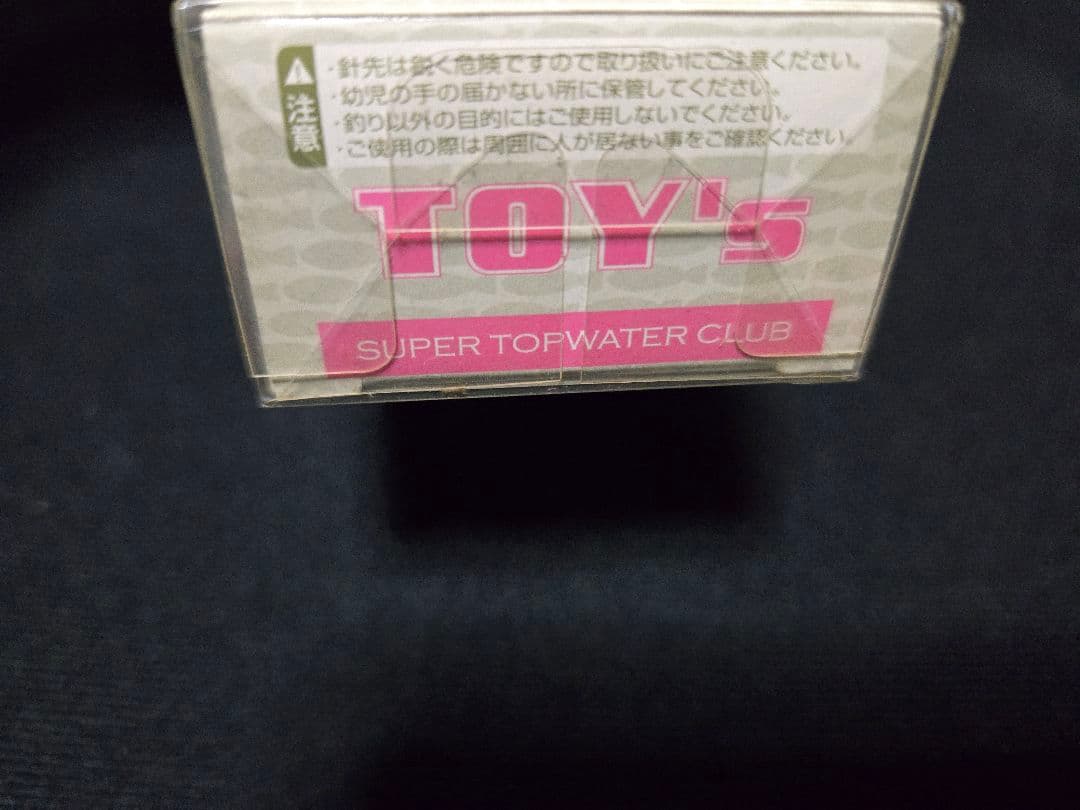 注意
・針先は鋭く危険ですので取り扱いにご注意ください。
・幼児の手の届かない所に保管してください。
・釣り以外の目的にはご使用しないでください。
・ご使用の際は周囲に人が居ない事をご確認ください。
TOY's
SUPER TOPWATER CLUB